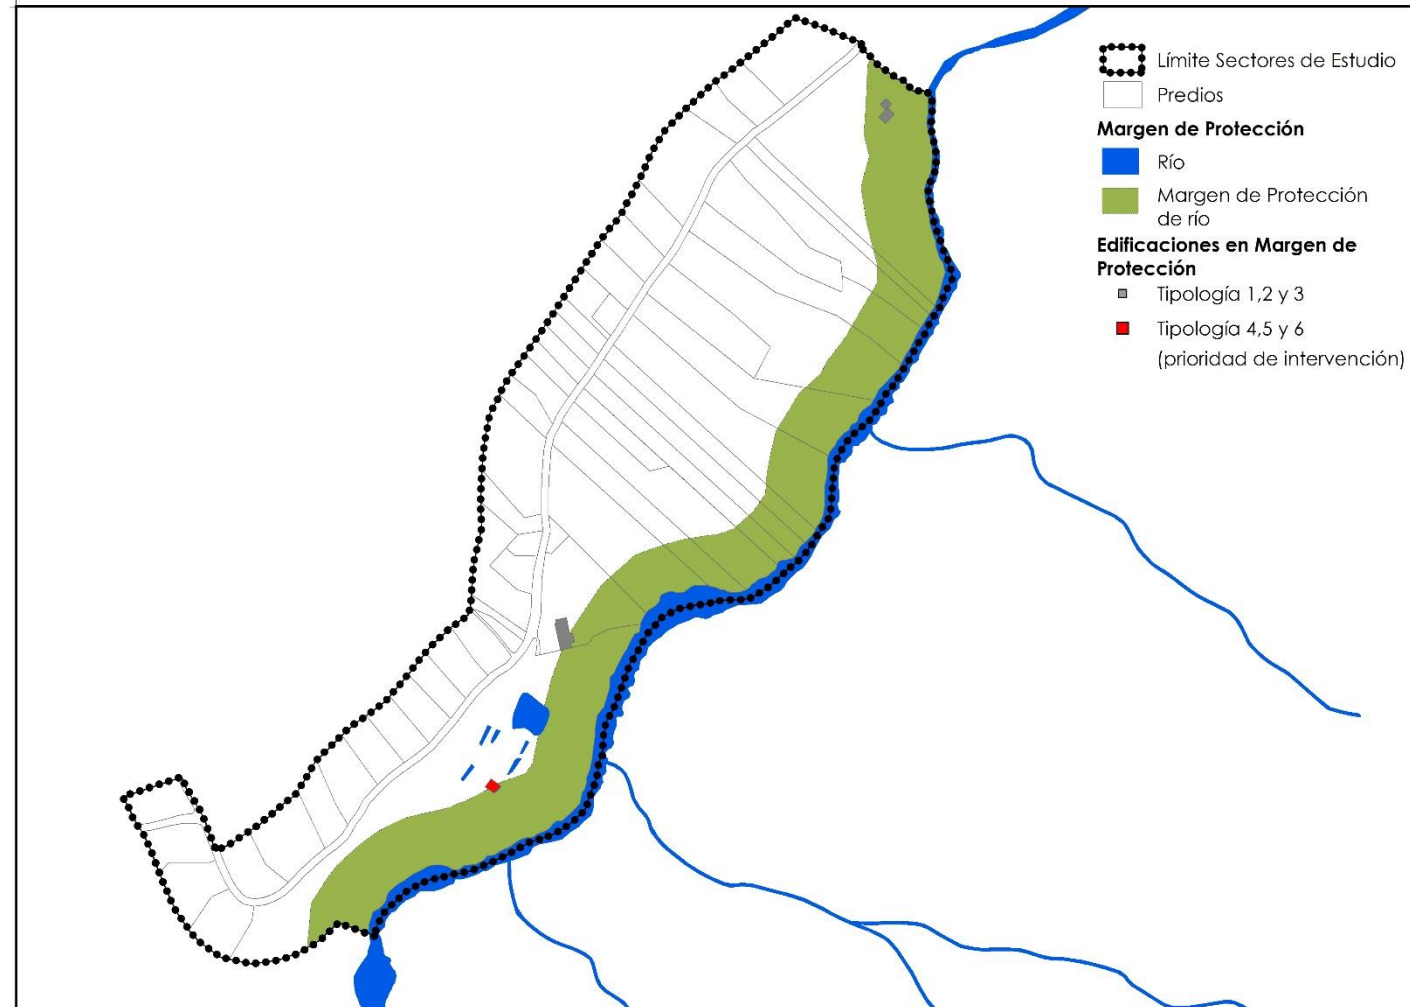 Límite Sectores de Estudio
Predios
Margen de Protección
Río
Margen de Protección
de río
Edificaciones en Margen de
Protección
Tipología 1,2 y 3
Tipología 4,5 y 6
(prioridad de intervención)